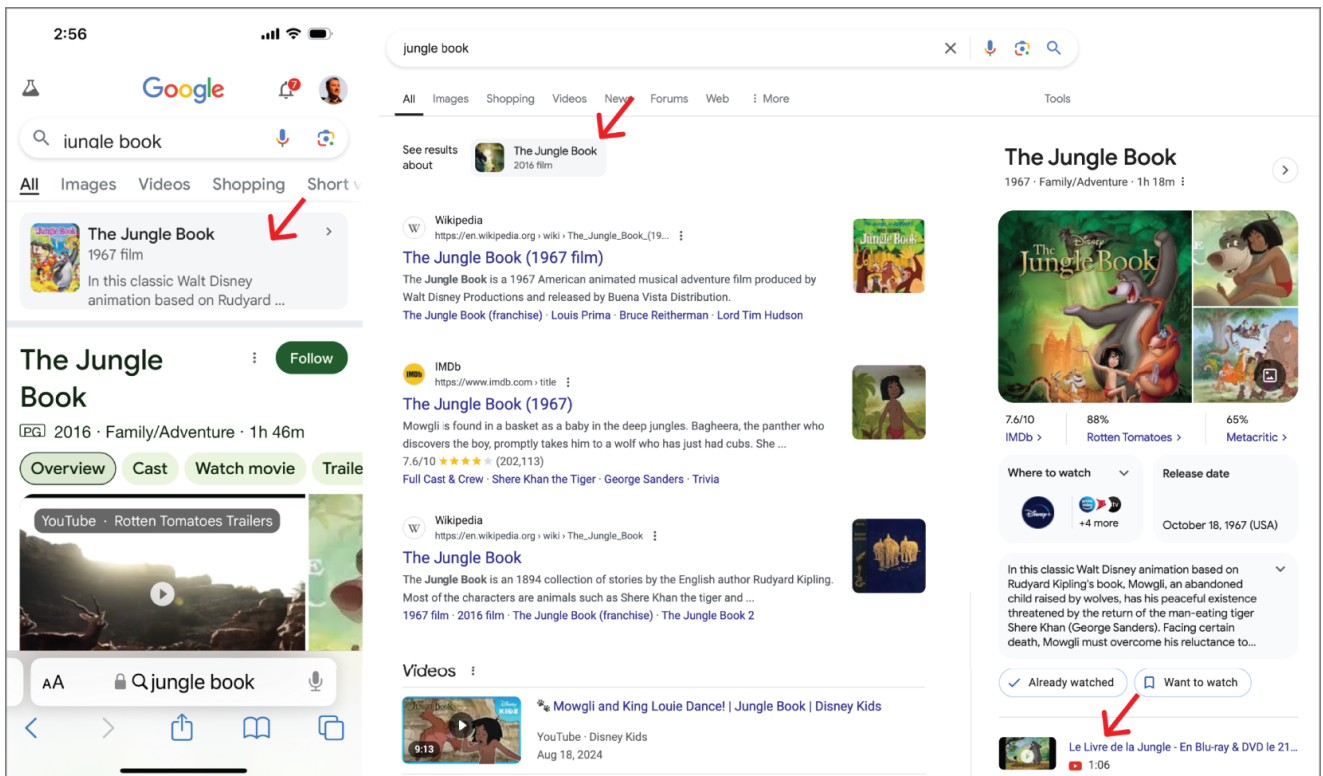 2:56
Google
7
iungle book
All Images Videos Shopping Short v
The Jungle Book
1967 film
In this classic Walt Disney
animation based on Rudyard ...
The Jungle
Book
Follow
PG 2016 · Family/Adventure · 1h 46m
Overview Cast Watch movie Traile
YouTube · Rotten Tomatoes Trailers
AA jungle book
jungle book
All Images Shopping Videos News Forums Web More Tools
See results
about
The Jungle Book
2016 film
W
Wikipedia
https://en.wikipedia.org › wiki › The_Jungle_Book_(19...
The Jungle Book (1967 film)
The Jungle Book is a 1967 American animated musical adventure film produced by
Walt Disney Productions and released by Buena Vista Distribution.
The Jungle Book (franchise) · Louis Prima · Bruce Reitherman · Lord Tim Hudson
Jungle Book
IMDb
IMDb
https://www.imdb.com › title
The Jungle Book (1967)
Mowgli is found in a basket as a baby in the deep jungles. Bagheera, the panther who
discovers the boy, promptly takes him to a wolf who has just had cubs. She ...
7.6/10 ★★★★★ (202,113)
Full Cast & Crew · Shere Khan the Tiger · George Sanders · Trivia
W
Wikipedia
https://en.wikipedia.org › wiki › The_Jungle_Book
The Jungle Book
The Jungle Book is an 1894 collection of stories by the English author Rudyard Kipling.
Most of the characters are animals such as Shere Khan the tiger and ...
1967 film · 2016 film · The Jungle Book (franchise) · The Jungle Book 2
Videos
9:13
Mowgli and King Louie Dance! | Jungle Book | Disney Kids
YouTube · Disney Kids
Aug 18, 2024
The Jungle Book
1967 · Family/Adventure · 1h 18m
Disney
The
Jungle Book
7.6/10 88% 65%
IMDb › Rotten Tomatoes › Metacritic ›
Where to watch
Disney+
tv
+4 more
Release date
October 18, 1967 (USA)
In this classic Walt Disney animation based on
Rudyard Kipling's book, Mowgli, an abandoned
child raised by wolves, has his peaceful existence
threatened by the return of the man-eating tiger
Shere Khan (George Sanders). Facing certain
death, Mowgli must overcome his reluctance to...
Already watched Want to watch
Le Livre de la Jungle - En Blu-ray & DVD le 21...
1:06